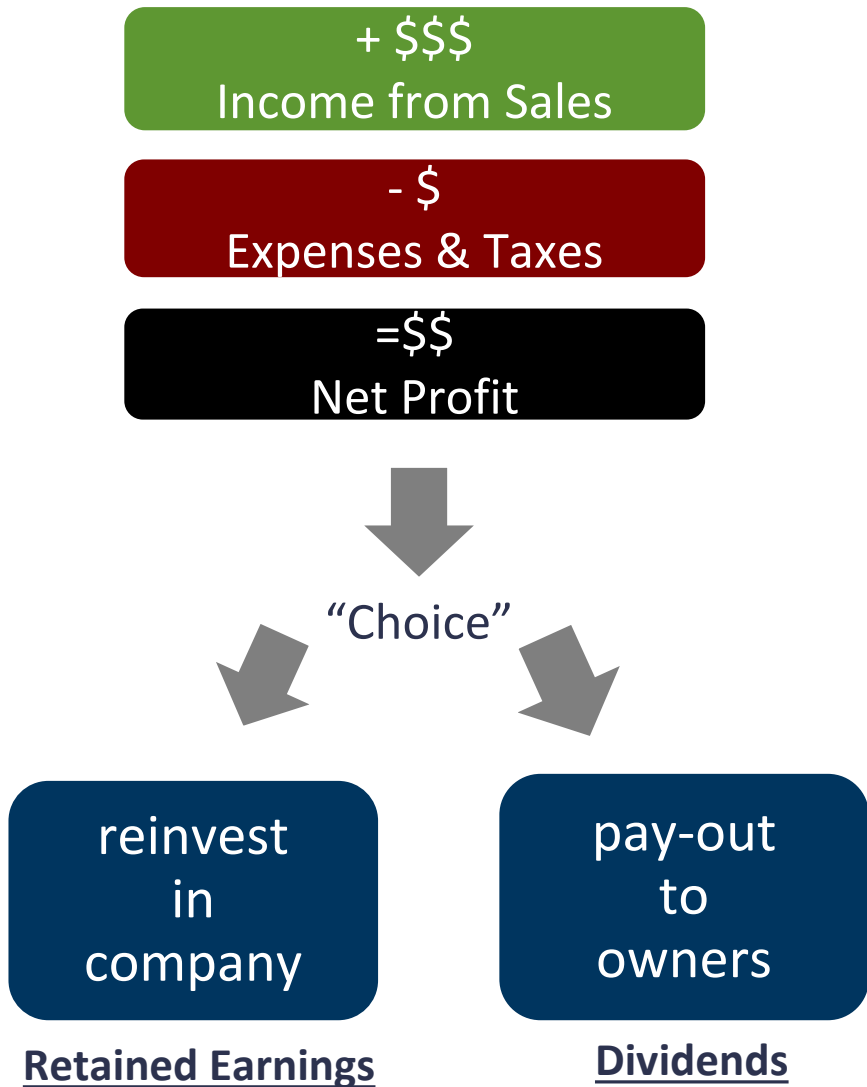 + $$$
Income from Sales
- $
Expenses & Taxes
=$$
Net Profit
“Choice”
reinvest
in
company
pay-out
to
owners
Retained Earnings
Dividends